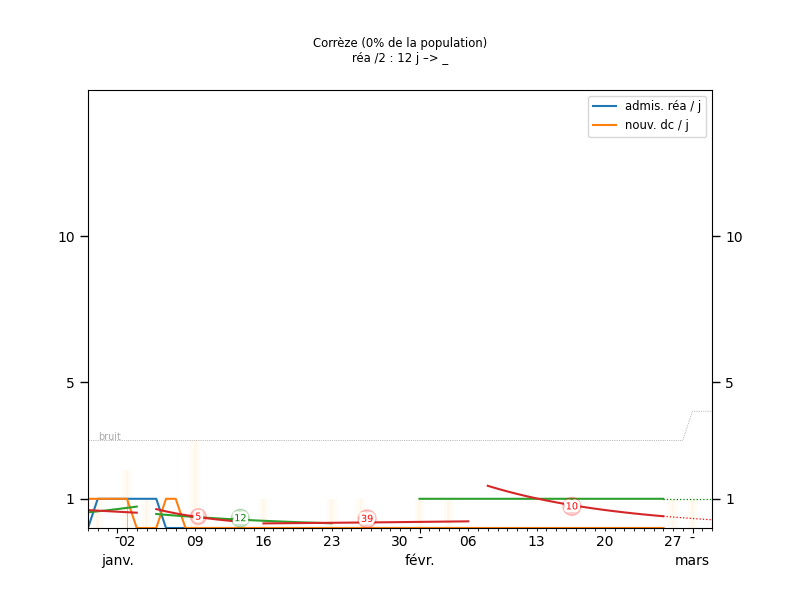 Corrèze (0% de la population)
réa /2 : 12 j –> _
admis. réa / j
nouv. dc / j
10 10
5 5
bruit
1 1
5 12 39 10
02 09 16 23 30 06 13 20 27
janv. févr. mars